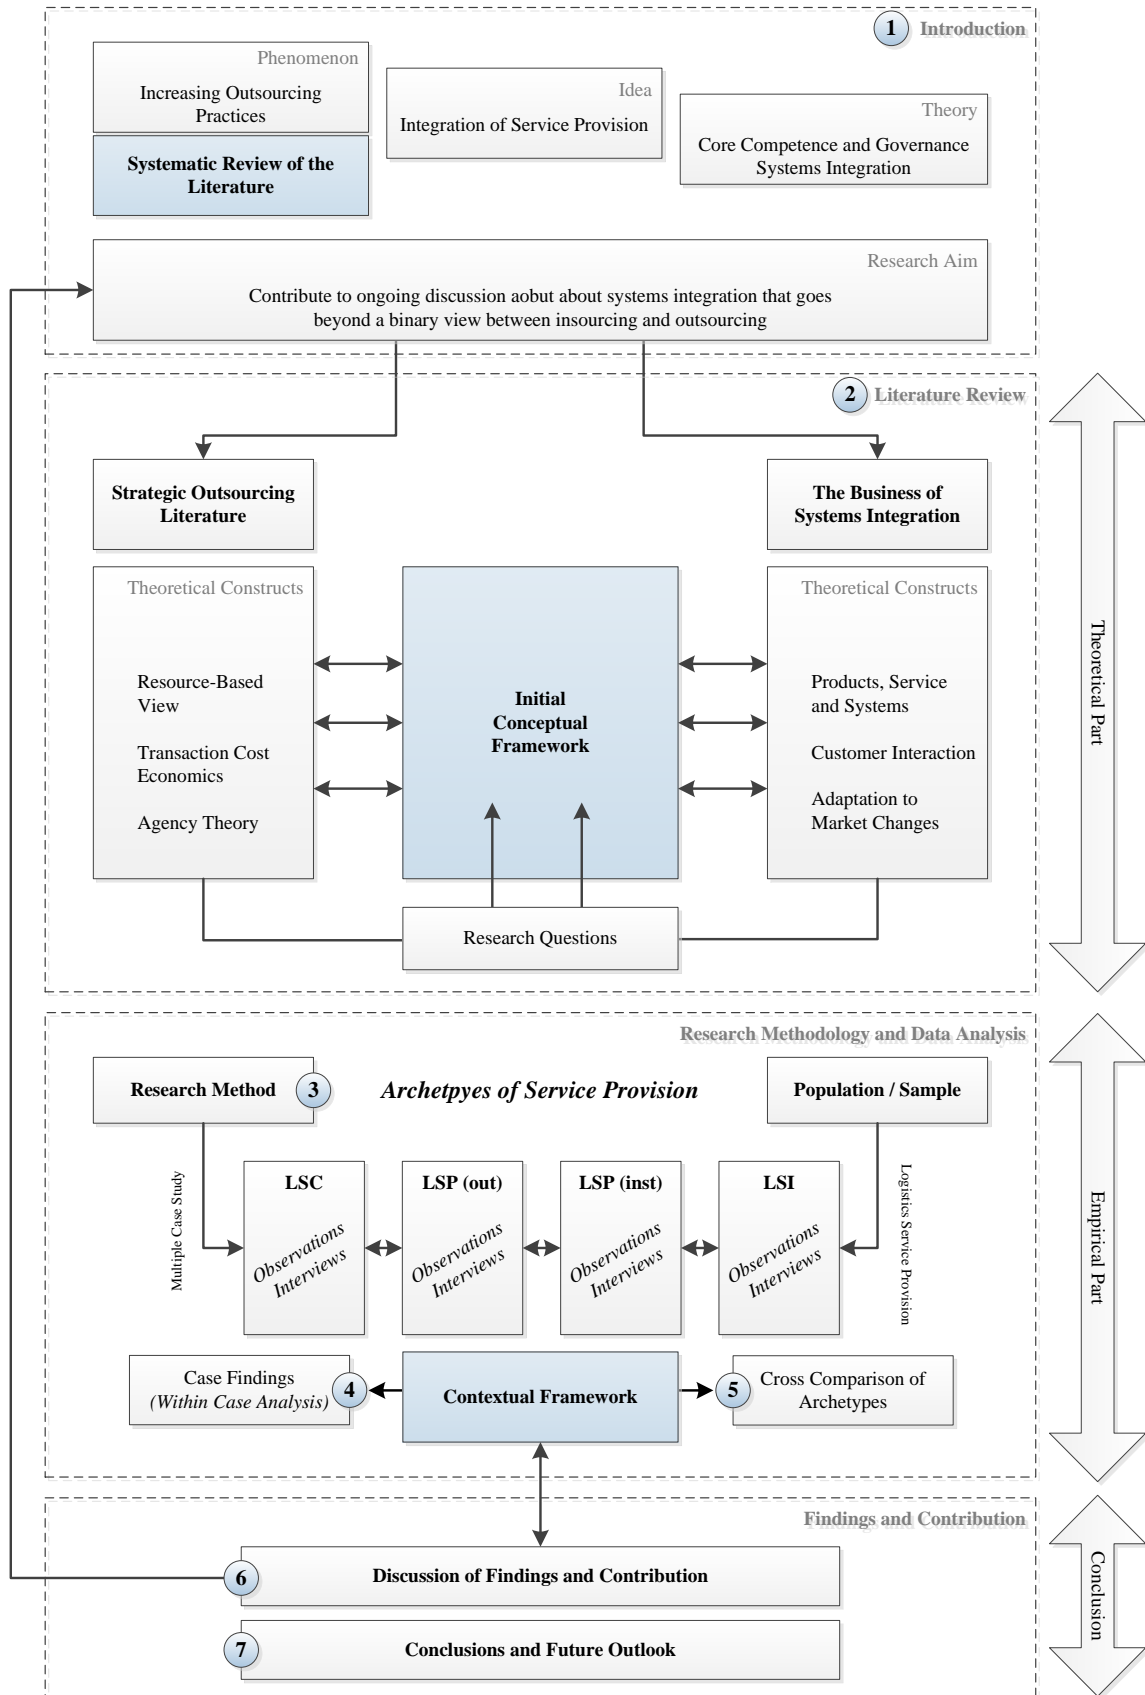 1 Introduction
Phenomenon
Increasing Outsourcing
Practices
Systematic Review of the
Literature
Idea
Integration of Service Provision
Theory
Core Competence and Governance
Systems Integration
Research Aim
Contribute to ongoing discussion aobut about systems integration that goes
beyond a binary view between insourcing and outsourcing
2 Literature Review
Strategic Outsourcing
Literature
The Business of
Systems Integration
Theoretical Constructs
Resource-Based
View
Transaction Cost
Economics
Agency Theory
Initial
Conceptual
Framework
Theoretical Constructs
Products, Service
and Systems
Customer Interaction
Adaptation to
Market Changes
Research Questions
Theoretical Part
Research Methodology and Data Analysis
Research Method 3
Archetpyes of Service Provision
Population / Sample
Multiple Case Study
LSC
Observations
Interviews
LSP (out)
Observations
Interviews
LSP (inst)
Observations
Interviews
LSI
Observations
Interviews
Logistics Service Provision
Case Findings
(Within Case Analysis)
4
Contextual Framework
5
Cross Comparison of
Archetypes
Empirical Part
Findings and Contribution
6 Discussion of Findings and Contribution
7 Conclusions and Future Outlook
Conclusion